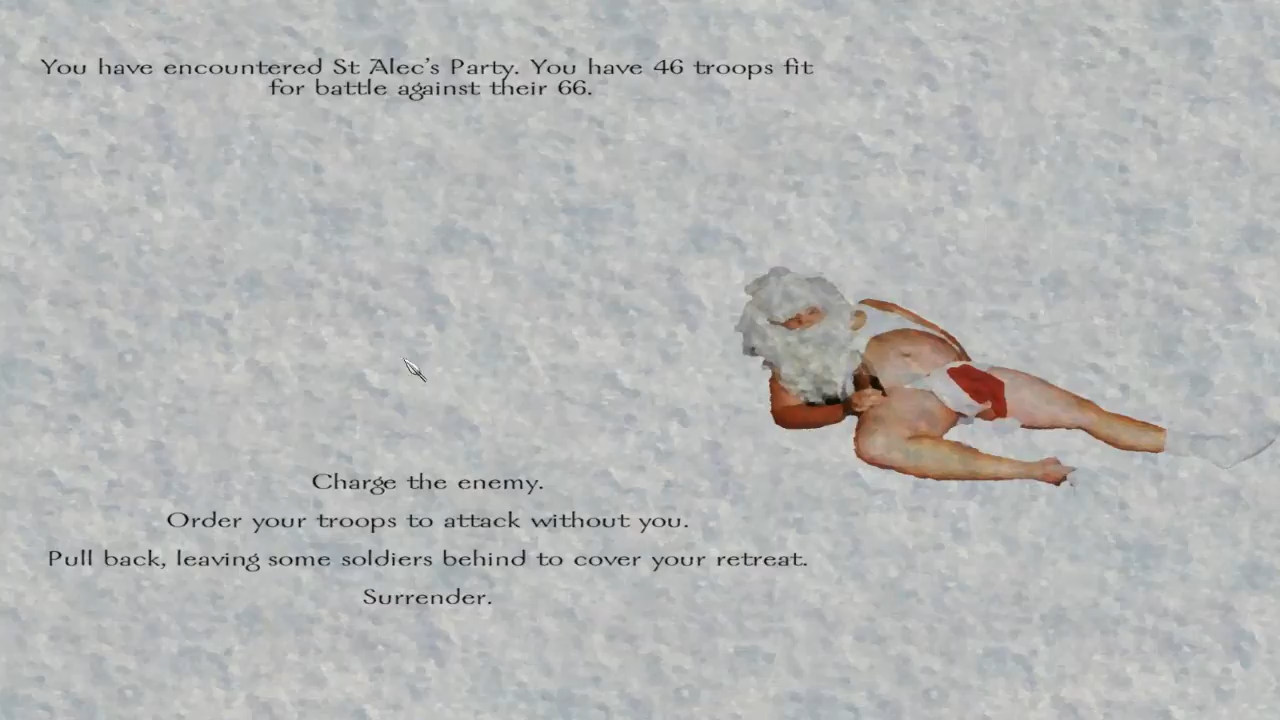 You have encountered St Alec's Party. You have 46 troops fit
for battle against their 66.
Charge the enemy.
Order your troops to attack without you.
Pull back, leaving some soldiers behind to cover your retreat.
Surrender.